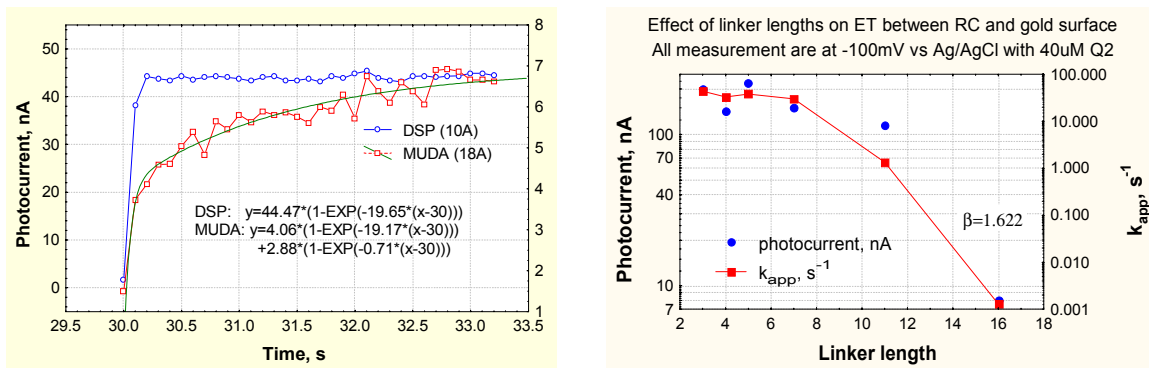 Photocurrent, nA
50
40
30
20
10
0
8
7
6
5
4
3
2
1
DSP (10A)
MUDA (18A)
DSP: y=44.47*(1-EXP(-19.65*(x-30)))
MUDA: y=4.06*(1-EXP(-19.17*(x-30)))
+2.88*(1-EXP(-0.71*(x-30)))
29.5 30.0 30.5 31.0 31.5 32.0 32.5 33.0 33.5
Time, s
Effect of linker lengths on ET between RC and gold surface
All measurement are at -100mV vs Ag/AgCl with 40uM Q2
Photocurrent, nA
100
70
40
10
7
100.000
10.000
1.000
0.100
0.010
0.001
kapp, s-1
β=1.622
photocurrent, nA
kapp, s-1
2 4 6 8 10 12 14 16 18
Linker length